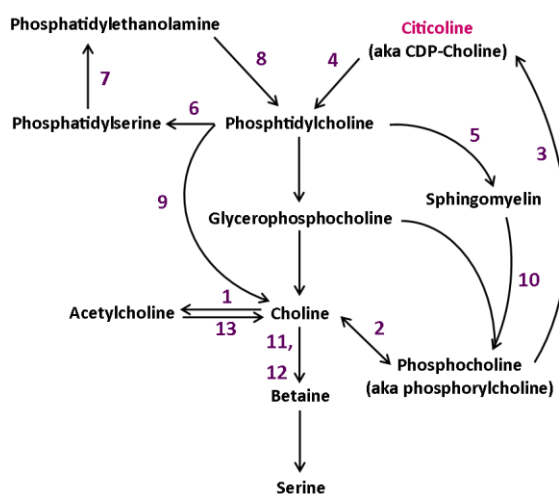 Phosphatidylethanolamine
Citicoline
(aka CDP-Choline)
8
4
7
6
Phosphatidylserine
Phosphtidylcholine
5
3
Sphingomyelin
9
Glycerophosphocholine
10
1
Acetylcholine
Choline
13
2
11,
12
Phosphocholine
(aka phosphorylcholine)
Betaine
Serine